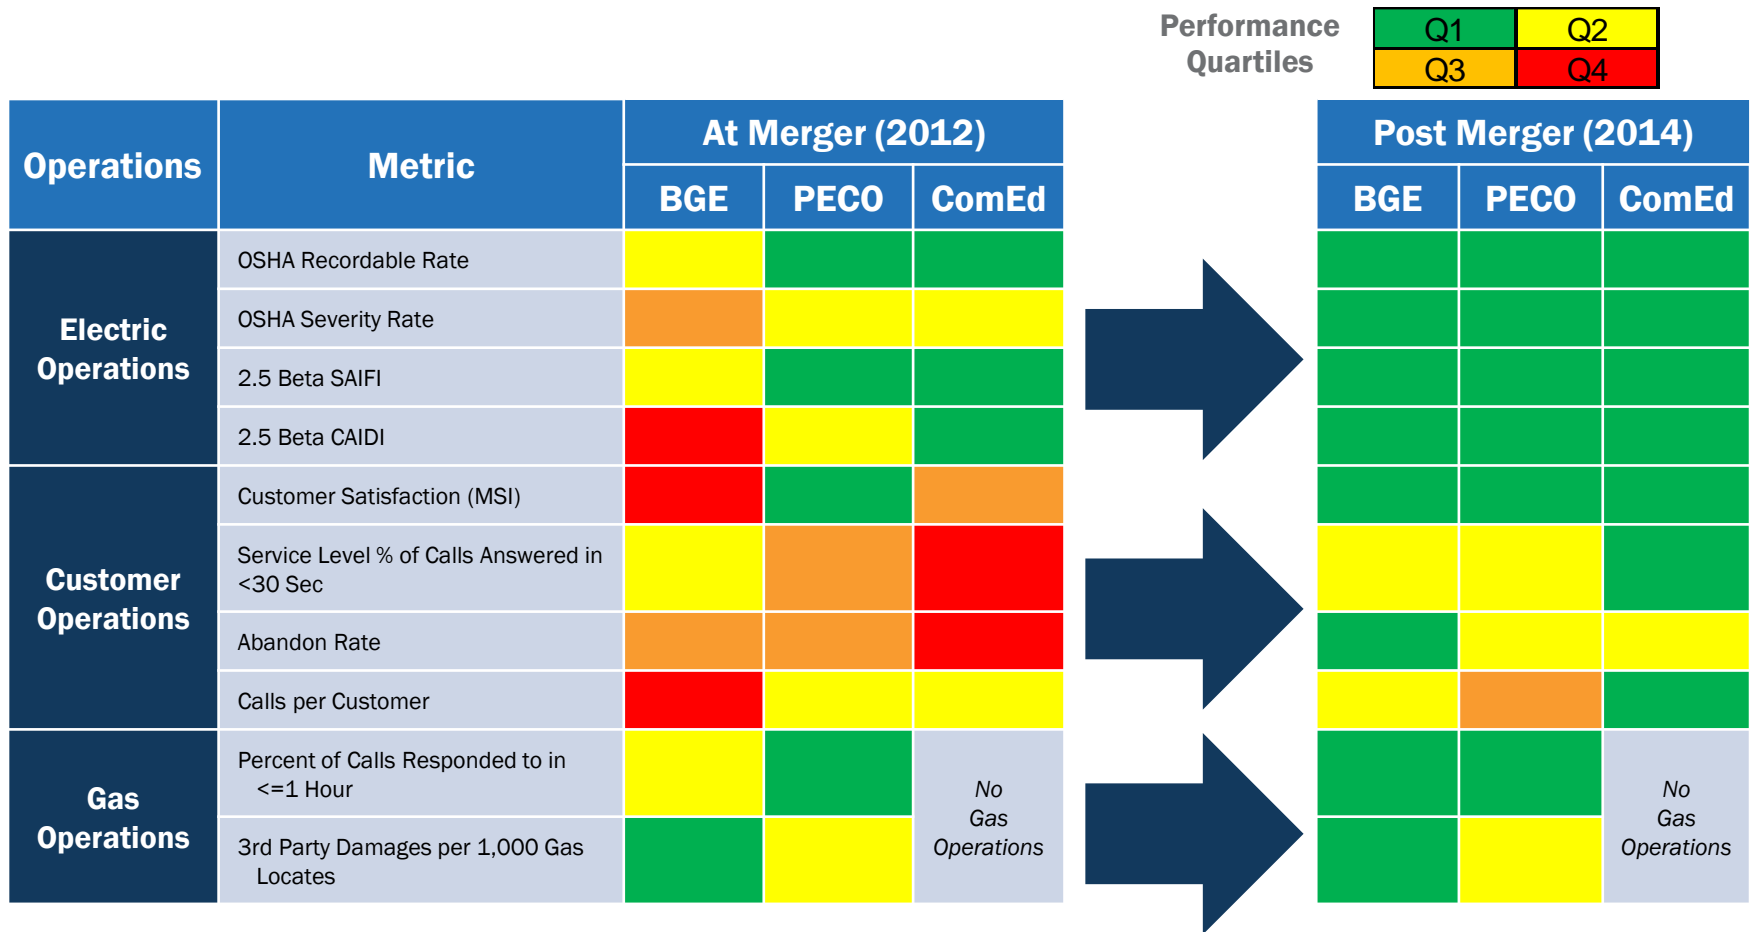 Performance
Quartiles
Q1
Q2
Q3
Q4
Operations
Metric
At Merger (2012)
Post Merger (2014)
BGE
PECO
ComEd
BGE
PECO
ComEd
Electric
Operations
OSHA Recordable Rate
OSHA Severity Rate
2.5 Beta SAIFI
2.5 Beta CAIDI
Customer
Operations
Customer Satisfaction (MSI)
Service Level % of Calls Answered in
<30 Sec
Abandon Rate
Calls per Customer
Gas
Operations
Percent of Calls Responded to in
<=1 Hour
3rd Party Damages per 1,000 Gas
Locates
No
Gas
Operations
No
Gas
Operations